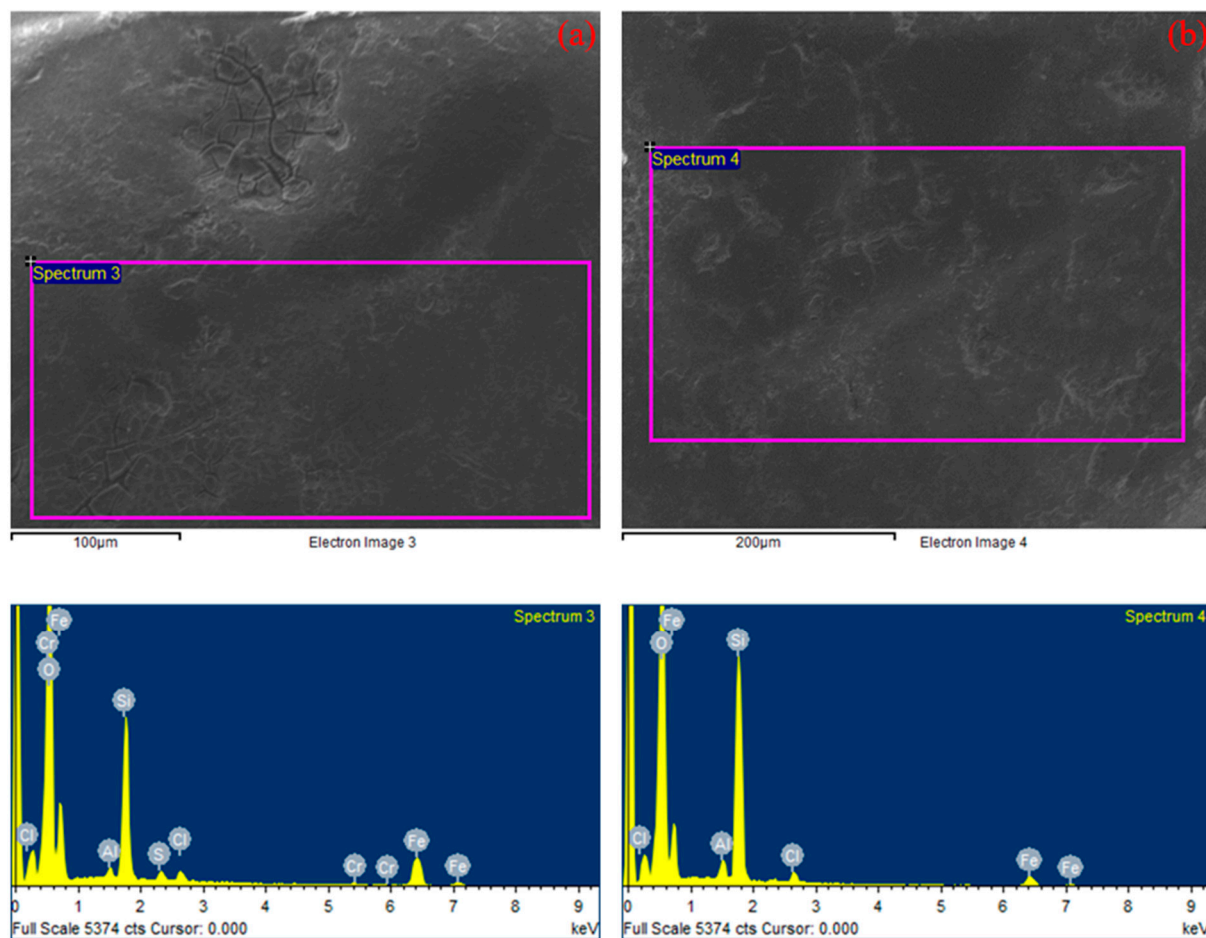 (a)
Spectrum 3
100µm
Electron Image 3
(b)
Spectrum 4
200µm
Electron Image 4
Spectrum 3
Fe
Cr
O
Si
Cl
Al
S
Cl
Cr
Cr
Fe
Fe
0 1 2 3 4 5 6 7 8 9
Full Scale 5374 cts Cursor: 0.000 keV
Spectrum 4
Fe
O
Si
Cl
Al
Cl
Fe
Fe
0 1 2 3 4 5 6 7 8 9
Full Scale 5374 cts Cursor: 0.000 keV